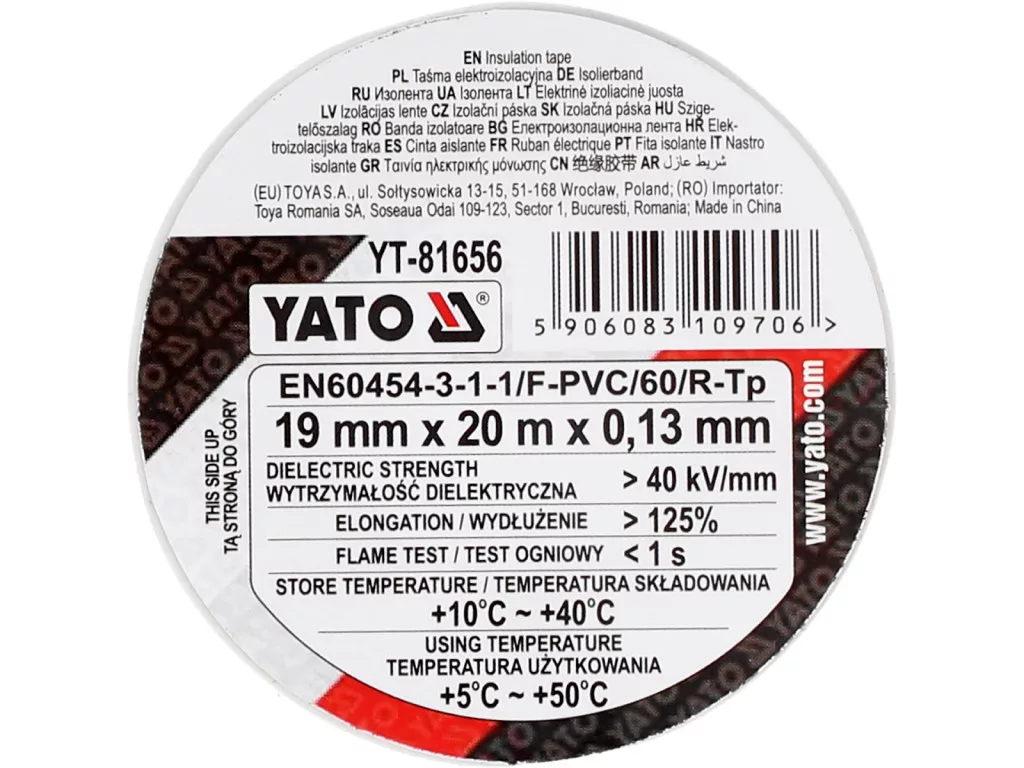 EN Insulation tape
PL Taśma elektroizolacyjna DE Isolierband
RU Изолента UA Ізолента LT Elektrinė izoliacinė juosta
LV Izolācijas lente CZ Izolační páska SK Izolačná páska HU Szige-
telőszalag RO Banda izolatoare BG Електроизолационна лента HR Elek-
troizolacijska traka ES Cinta aislante FR Ruban électrique PT Fita isolante IT Nastro
isolante GR Ταινία ηλεκτρικής μόνωσης CN 绝缘胶带 AR شريط عازل
(EU) TOYA S.A., ul. Sołtysowicka 13-15, 51-168 Wrocław, Poland; (RO) Importator:
Toya Romania SA, Soseaua Odai 109-123, Sector 1, Bucuresti, Romania; Made in China
YT-81656
YATO ®
5 906083 109706 >
EN60454-3-1-1/F-PVC/60/R-Tp
19 mm x 20 m x 0,13 mm
DIELECTRIC STRENGTH
WYTRZYMAŁOŚĆ DIELEKTRYCZNA
> 40 kV/mm
ELONGATION / WYDŁUŻENIE > 125%
FLAME TEST / TEST OGNIOWY < 1 s
STORE TEMPERATURE / TEMPERATURA SKŁADOWANIA
+10°C ~ +40°C
USING TEMPERATURE
TEMPERATURA UŻYTKOWANIA
+5°C ~ +50°C
THIS SIDE UP
TĄ STRONĄ DO GÓRY
www.yato.com